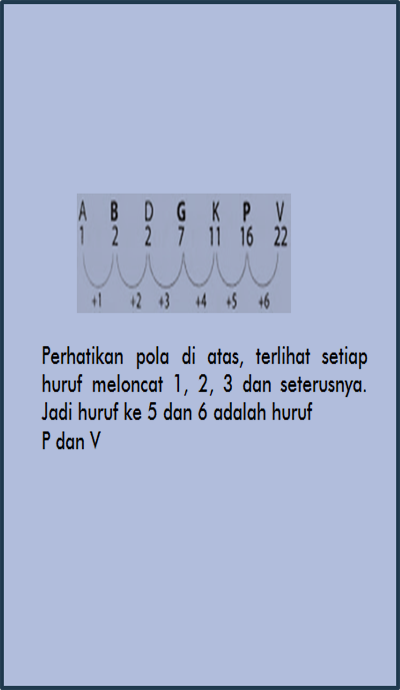 A B D G K P V
1 2 2 7 11 16 22
+1 +2 +3 +4 +5 +6
Perhatikan pola di atas, terlihat setiap
huruf meloncat 1, 2, 3 dan seterusnya.
Jadi huruf ke 5 dan 6 adalah huruf
P dan V